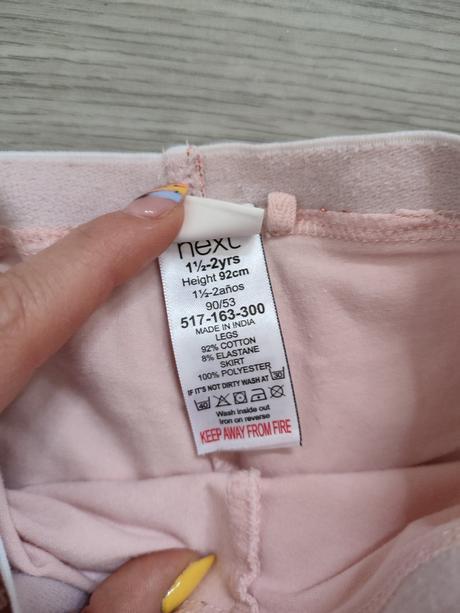 next
1½-2yrs
Height 92cm
1½-2años
90/53
517-163-300
MADE IN INDIA
LEGS
92% COTTON
8% ELASTANE
SKIRT
100% POLYESTER
IF IT'S NOT DIRTY WASH AT 30
40
Wash inside out
Iron on reverse
KEEP AWAY FROM FIRE